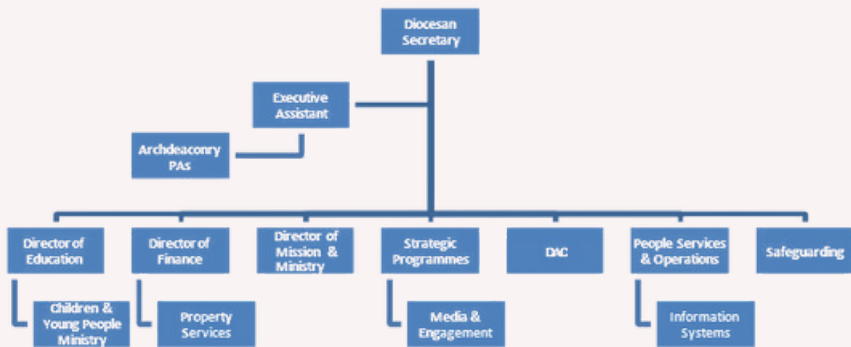 Diocesan
Secretary
Executive
Assistant
Archdeaconry
PAs
Director of
Education
Director of
Finance
Director of
Mission &
Ministry
Strategic
Programmes
DAC
People Services
& Operations
Safeguarding
Children &
Young People
Ministry
Property
Services
Media &
Engagement
Information
Systems